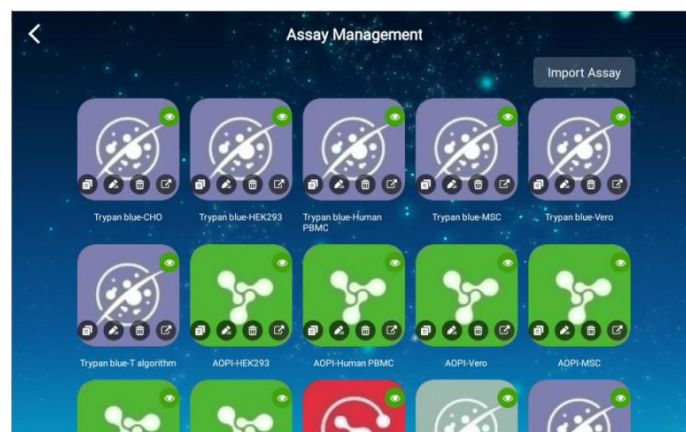 Assay Management
Import Assay
Trypan blue-CHO
Trypan blue-HEK293
Trypan blue-Human
PBMC
Trypan blue-MSC
Trypan blue-Vero
Trypan blue-T algorithm
AOPI-HEK293
AOPI-Human PBMC
AOPI-Vero
AOPI-MSC